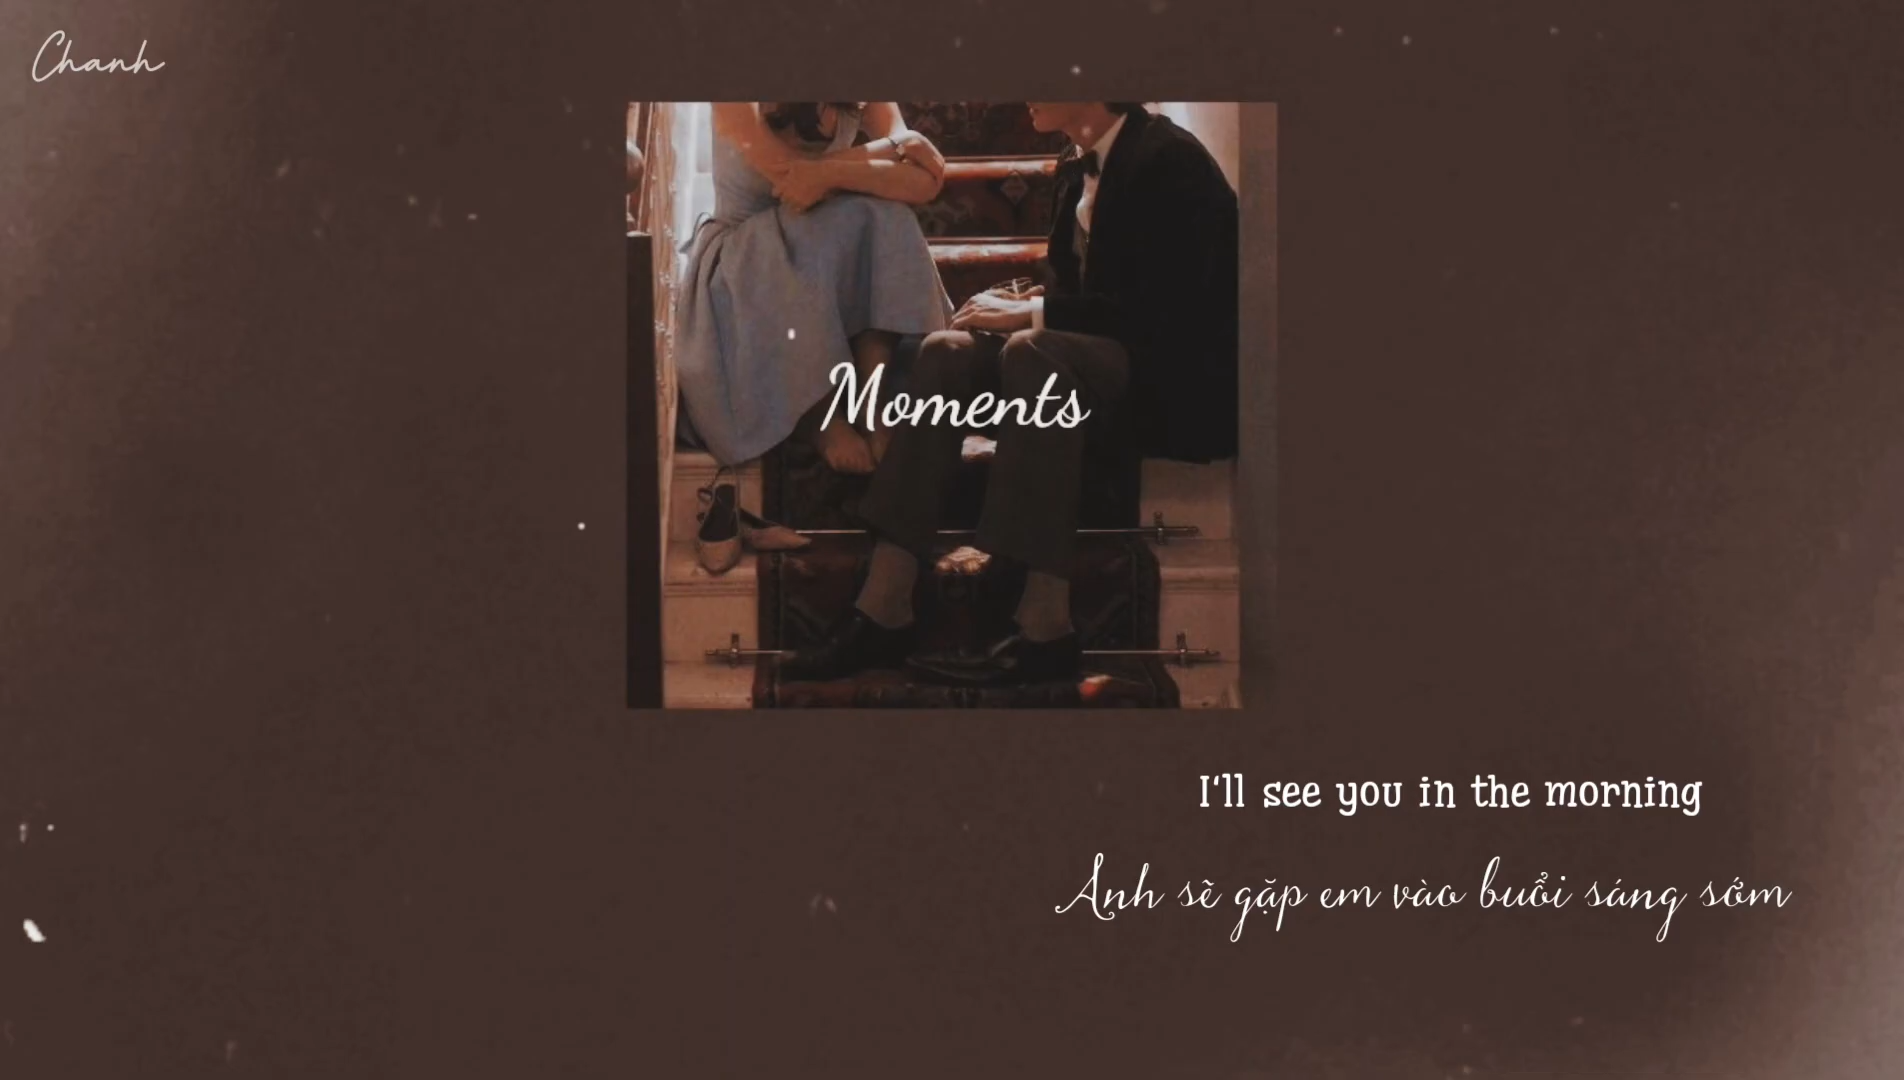 Chanh
Moments
I'll see you in the morning
Anh sẽ gặp em vào buổi sáng sớm